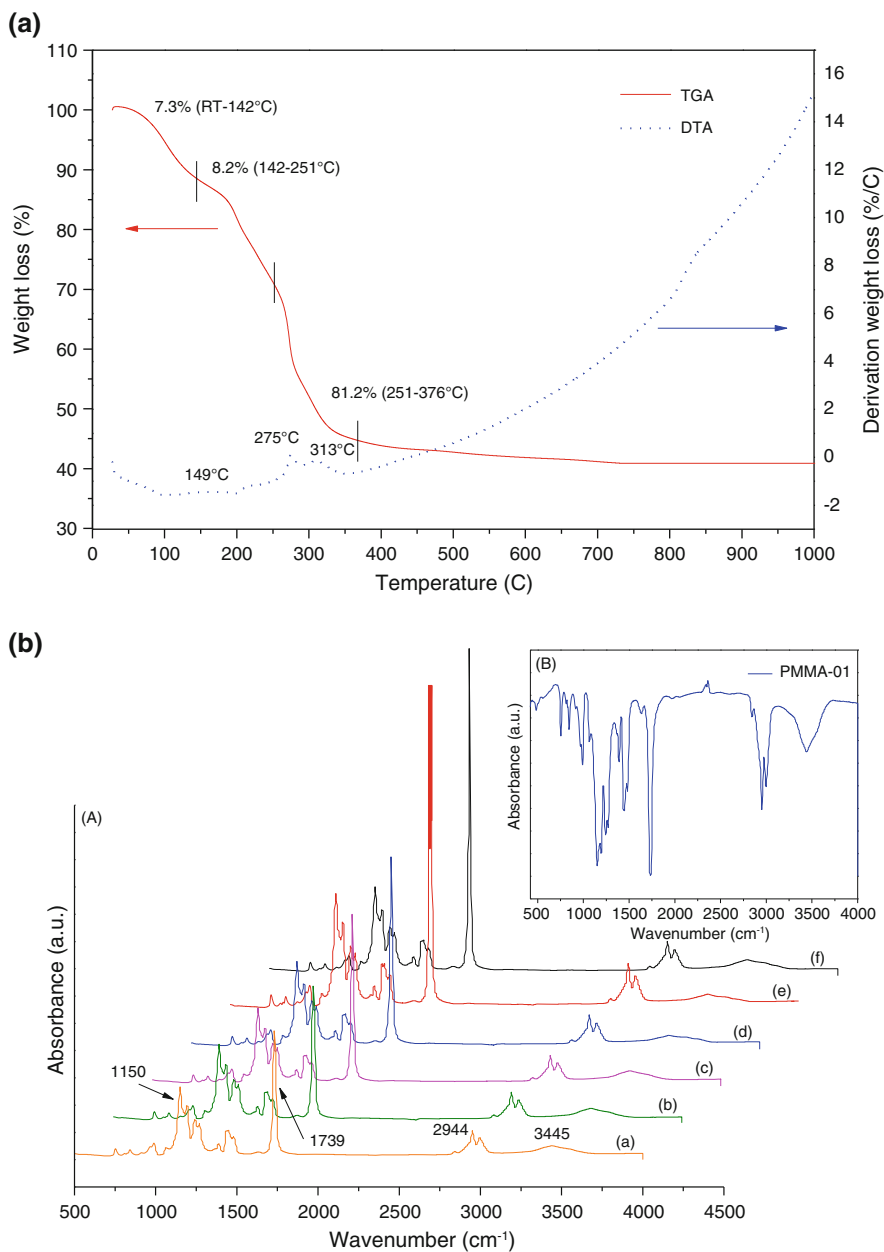 (a)
110
100
90
80
70
60
50
40
30
Weight loss (%)
7.3% (RT-142°C)
8.2% (142-251°C)
81.2% (251-376°C)
149°C
275°C
313°C
TGA
DTA
16
14
12
10
8
6
4
2
0
-2
Derivation weight loss (%/C)
0 100 200 300 400 500 600 700 800 900 1000
Temperature (C)
(b)
(A)
Absorbance (a.u.)
1150
1739
2944
3445
(f)
(e)
(d)
(c)
(b)
(a)
500 1000 1500 2000 2500 3000 3500 4000 4500
Wavenumber (cm⁻¹)
(B)
PMMA-01
Absorbance (a.u.)
500 1000 1500 2000 2500 3000 3500 4000
Wavenumber (cm⁻¹)